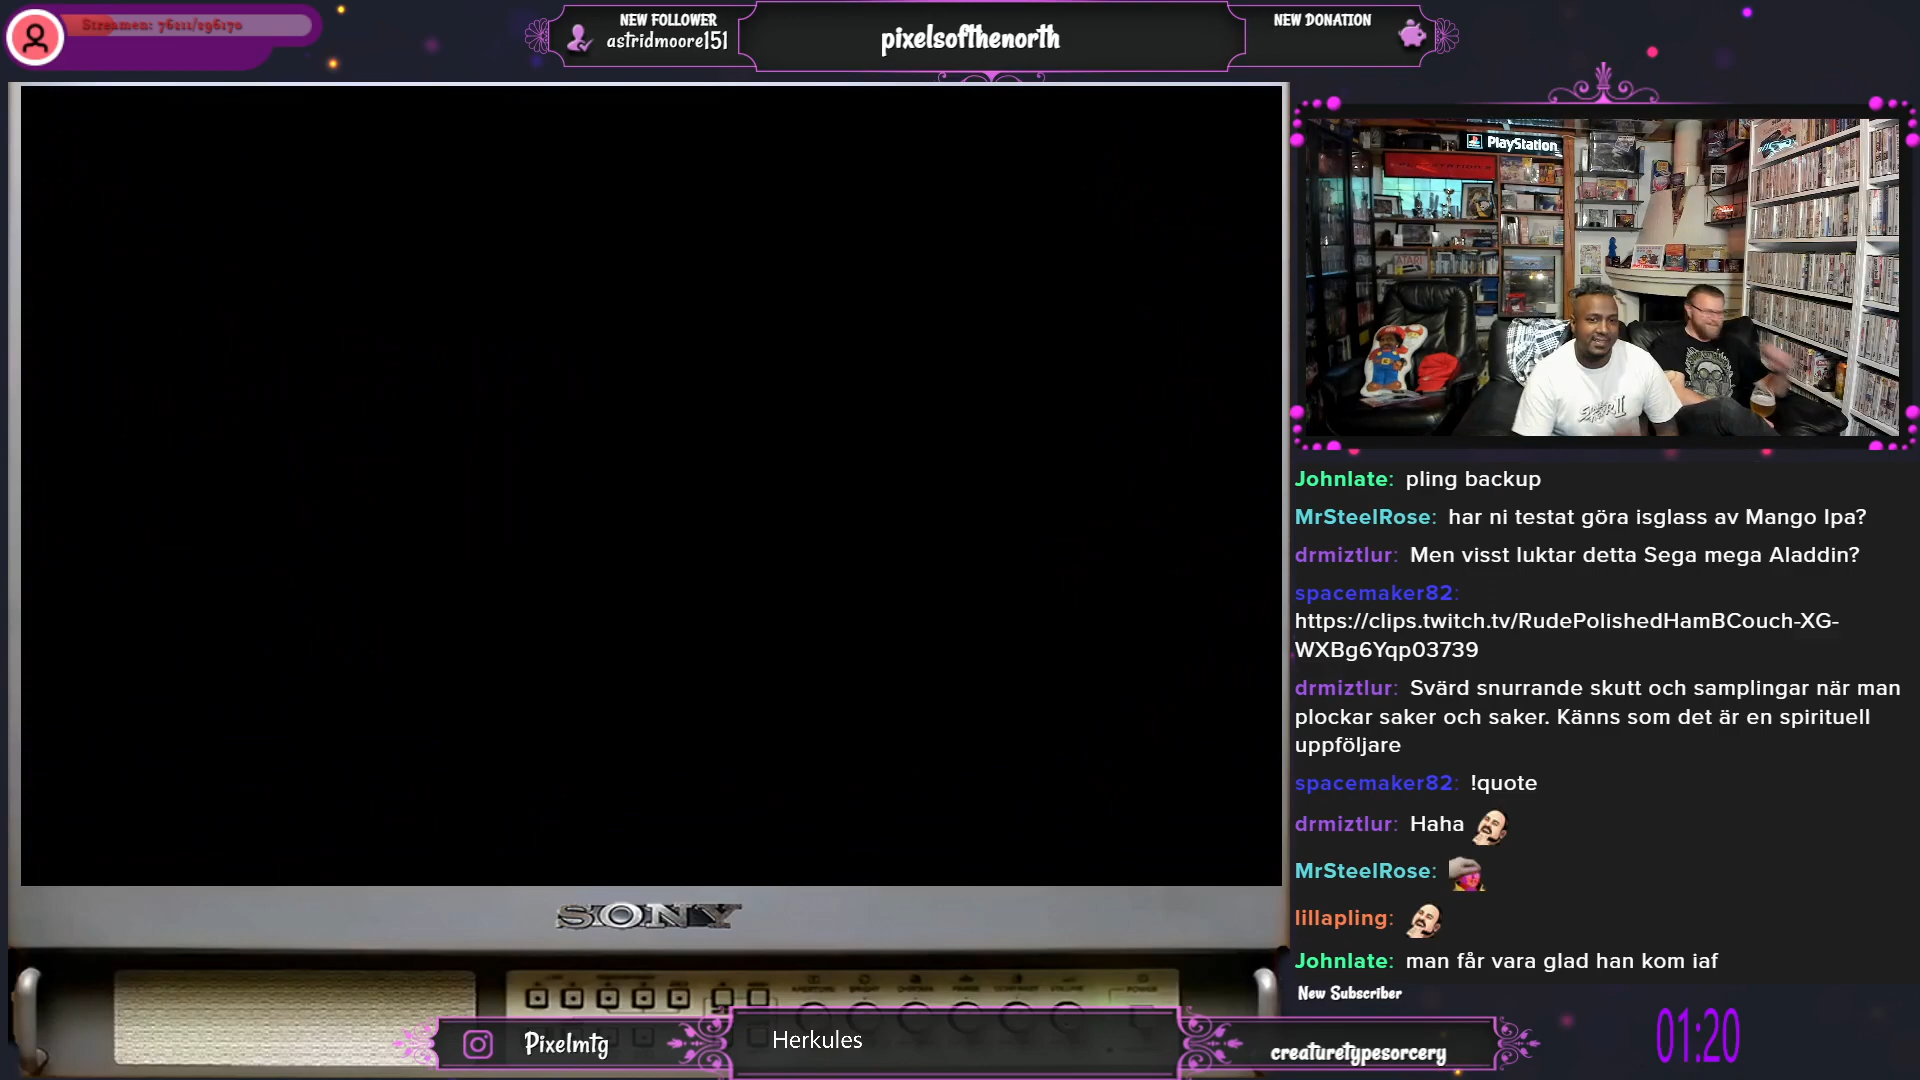 Streamen: 76211/296170
NEW FOLLOWER
astridmoore151
pixelsofthenorth
NEW DONATION
PlayStation
ATARI
Johnlate: pling backup
MrSteelRose: har ni testat göra isglass av Mango Ipa?
drmiztlur: Men visst luktar detta Sega mega Aladdin?
spacemaker82:
https://clips.twitch.tv/RudePolishedHamBCouch-XG-
WXBg6Yqp03739
drmiztlur: Svärd snurrande skutt och samplingar när man
plockar saker och saker. Känns som det är en spirituell
uppföljare
spacemaker82: !quote
drmiztlur: Haha
MrSteelRose:
lillapling:
Johnlate: man får vara glad han kom iaf
SONY
New Subscriber
Pixelmtg
Herkules
creaturetypesorcery
01:20